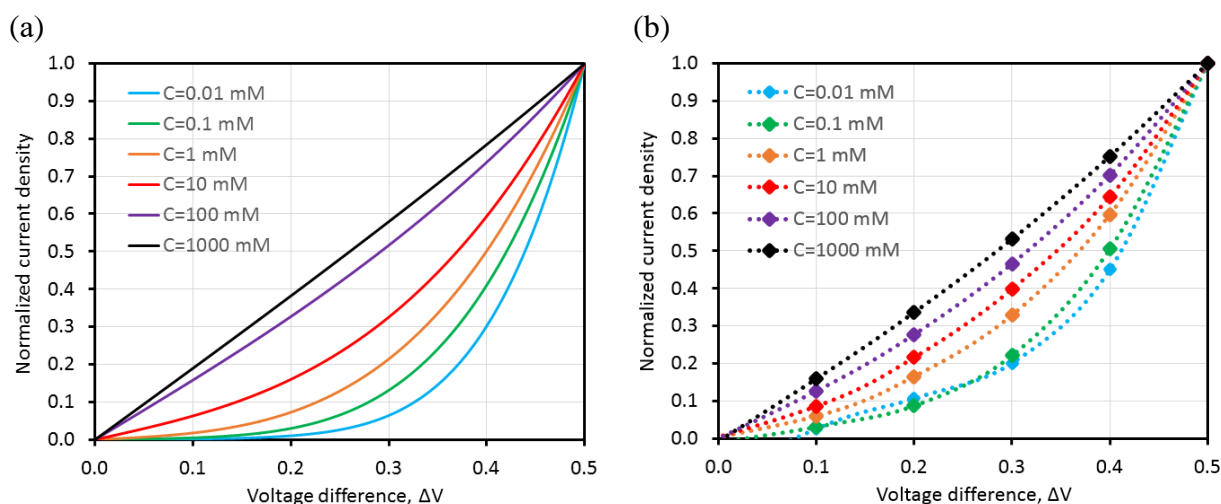 (a)
Normalized current density
1.0
0.9
0.8
0.7
0.6
0.5
0.4
0.3
0.2
0.1
0.0
C=0.01 mM
C=0.1 mM
C=1 mM
C=10 mM
C=100 mM
C=1000 mM
0.0 0.1 0.2 0.3 0.4 0.5
Voltage difference, ΔV
(b)
Normalized current density
1.0
0.9
0.8
0.7
0.6
0.5
0.4
0.3
0.2
0.1
0.0
C=0.01 mM
C=0.1 mM
C=1 mM
C=10 mM
C=100 mM
C=1000 mM
0.0 0.1 0.2 0.3 0.4 0.5
Voltage difference, ΔV